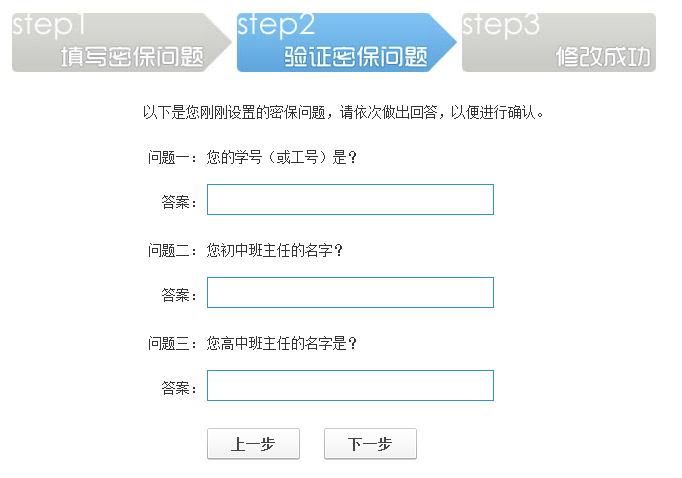 step1
填写密保问题
step2
验证密保问题
step3
修改成功
以下是您刚刚设置的密保问题，请依次做出回答，以便进行确认。
问题一：您的学号（或工号）是？
答案：
问题二：您初中班主任的名字？
答案：
问题三：您高中班主任的名字是？
答案：
上一步 下一步